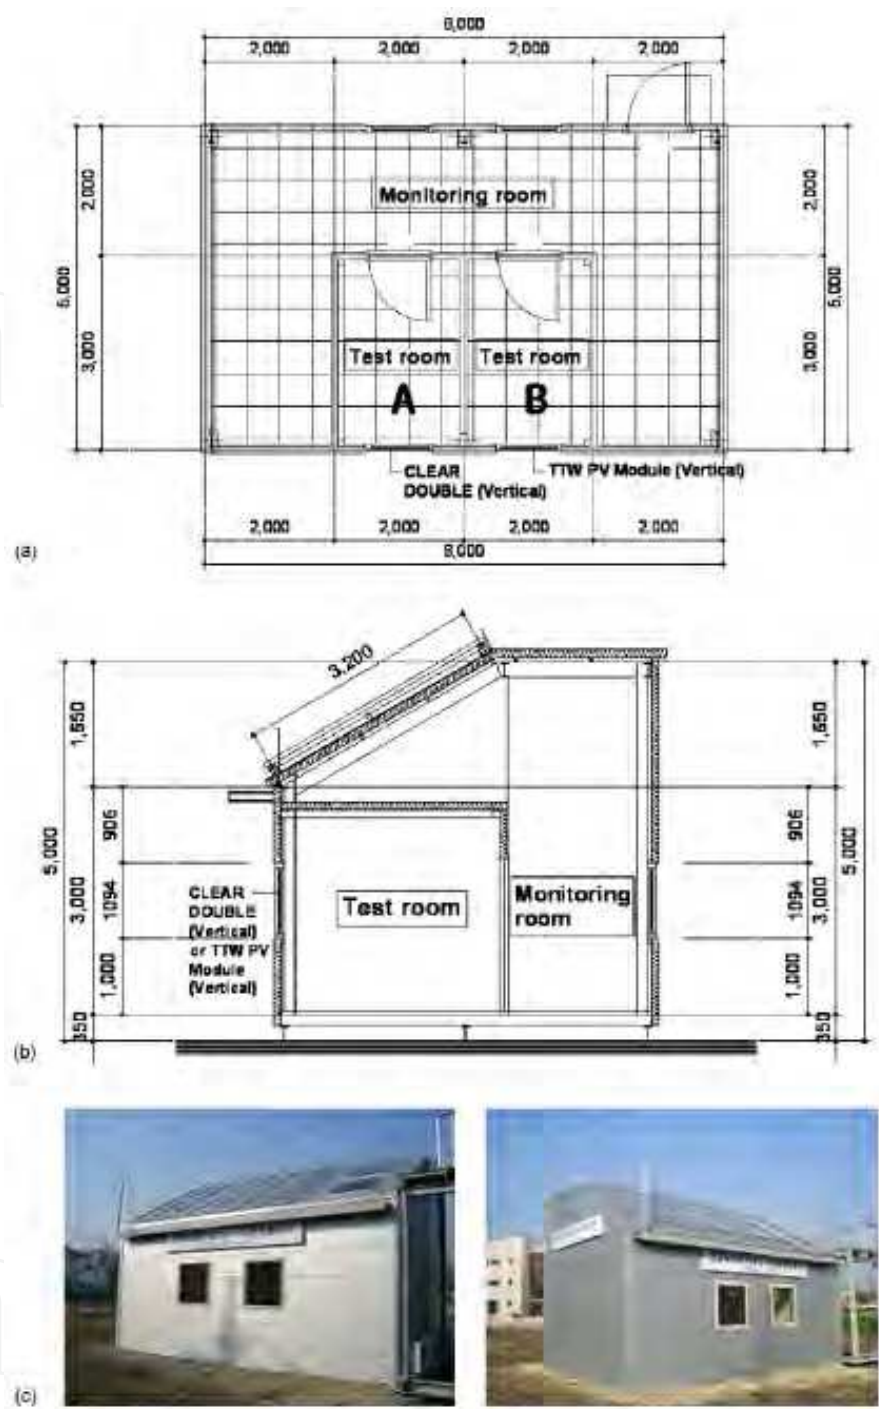 8,000
2,000
2,000
2,000
2,000
2,000
3,000
5,000
2,000
3,000
5,000
Monitoring room
Test room
Test room
A
B
CLEAR
DOUBLE (Vertical)
TTW PV Module (Vertical)
2,000
2,000
2,000
2,000
8,000
(a)
3,200
1,650
906
1094
1,000
350
3,000
5,000
1,650
906
1094
1,000
350
3,000
5,000
CLEAR
DOUBLE
(Vertical)
or TTW PV
Module
(Vertical)
Test room
Monitoring
room
(b)
(c)